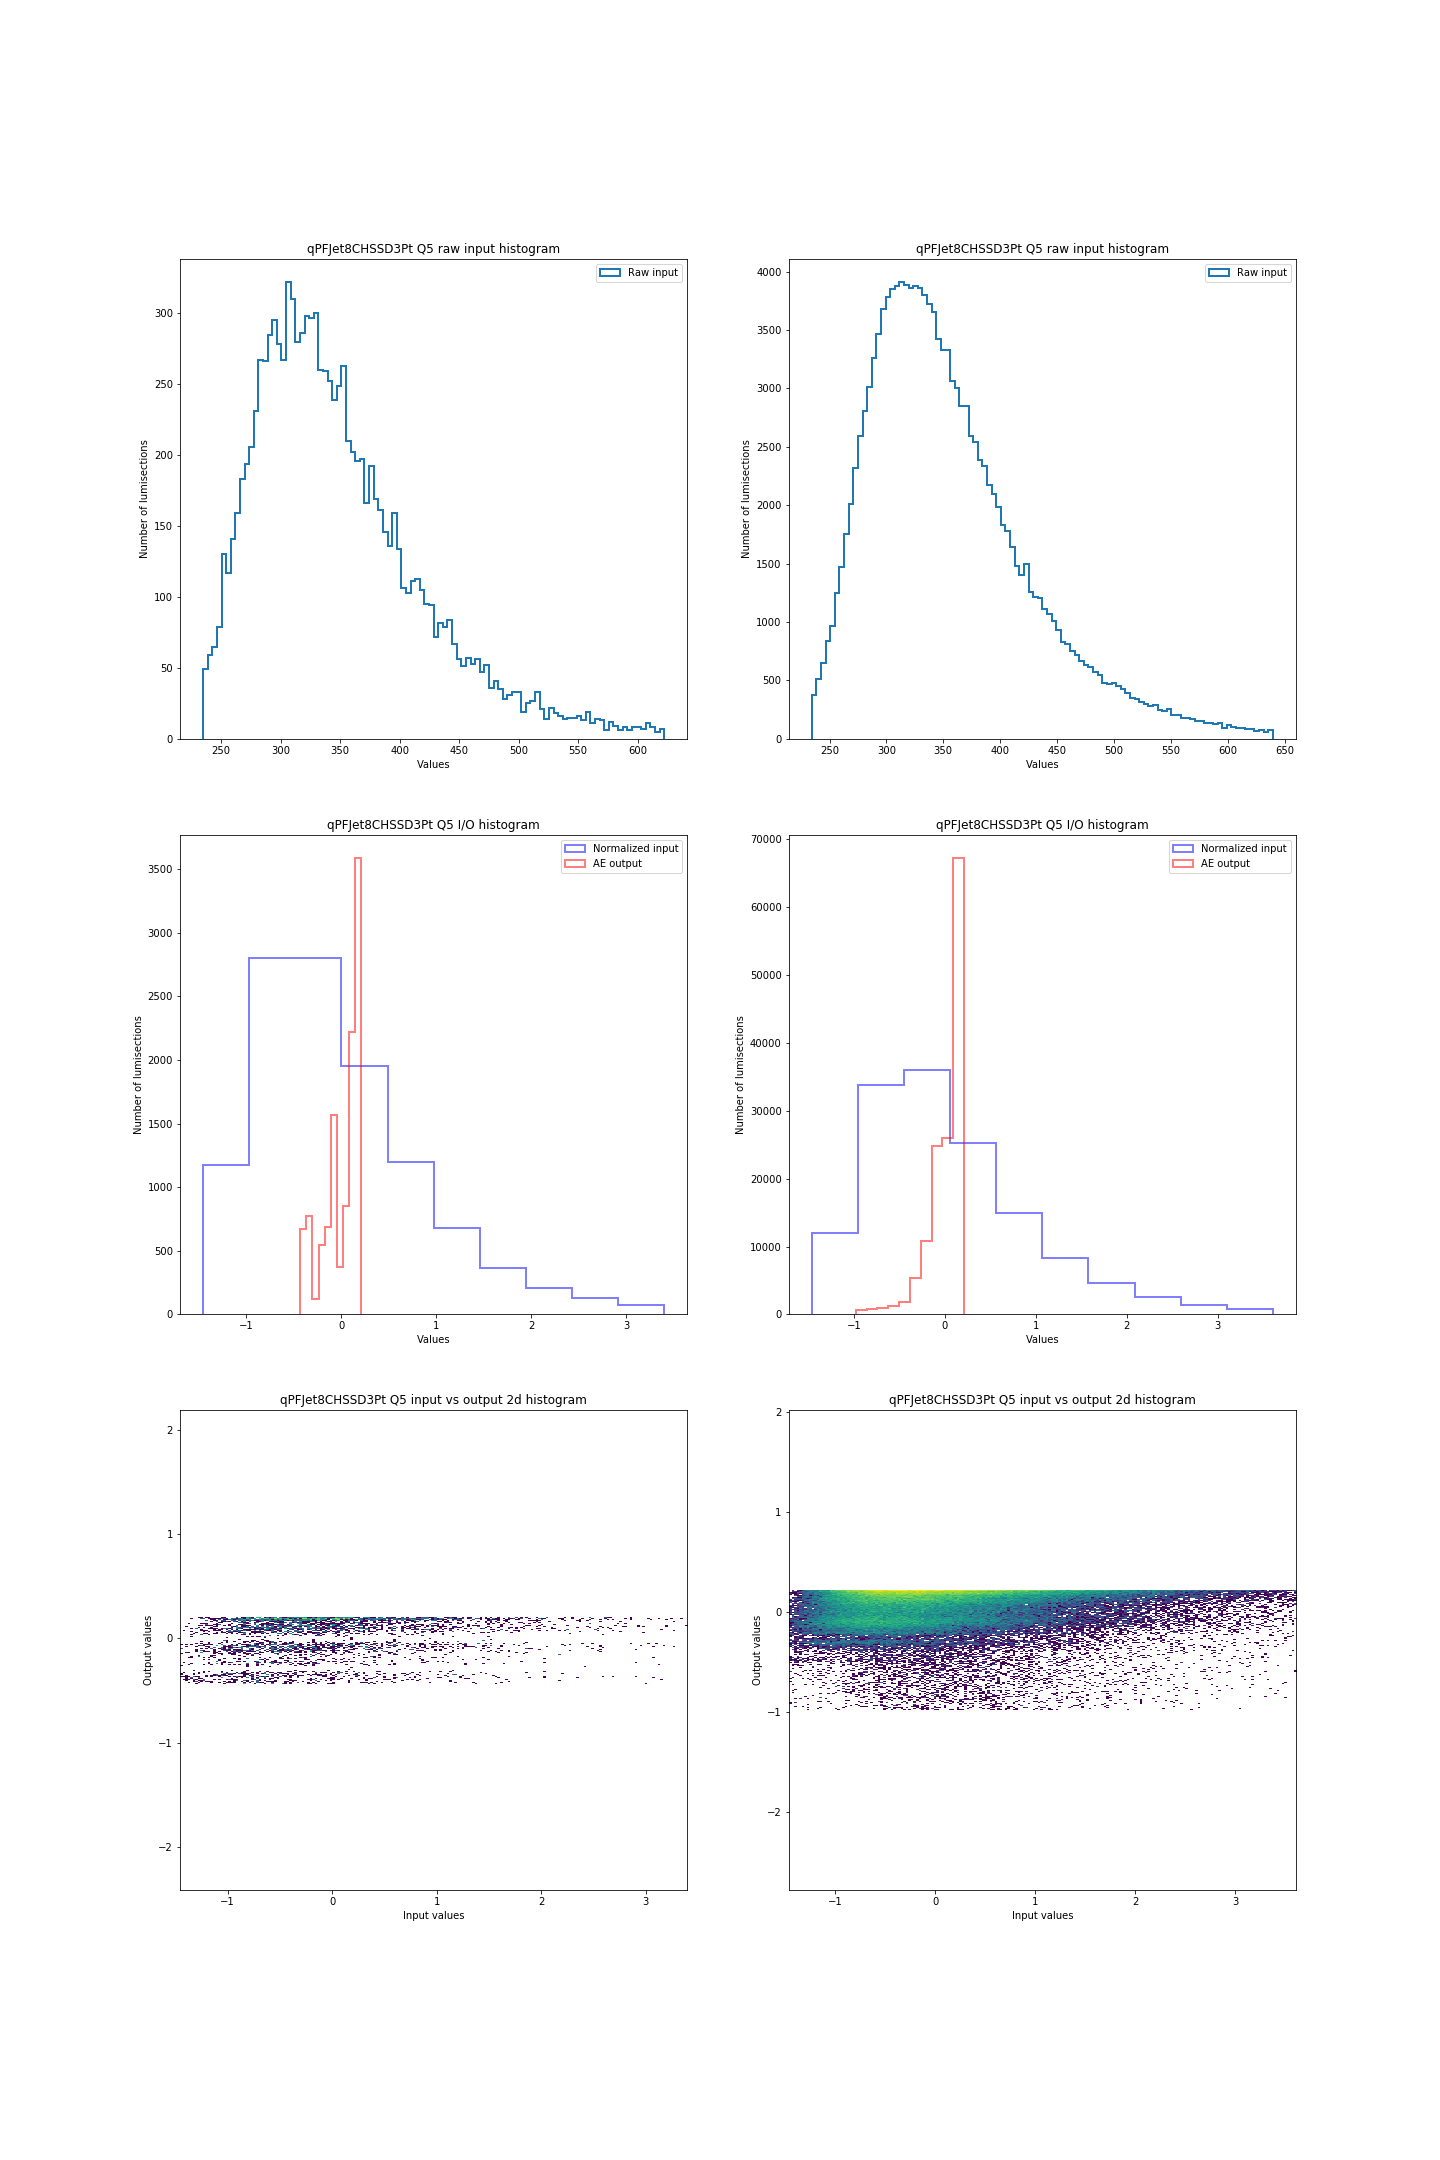 qPFJet8CHSSD3Pt Q5 raw input histogram
Raw input
Number of lumisections
300
250
200
150
100
50
0
250 300 350 400 450 500 550 600
Values
qPFJet8CHSSD3Pt Q5 raw input histogram
Raw input
Number of lumisections
4000
3500
3000
2500
2000
1500
1000
500
0
250 300 350 400 450 500 550 600 650
Values
qPFJet8CHSSD3Pt Q5 I/O histogram
Normalized input
AE output
Number of lumisections
3500
3000
2500
2000
1500
1000
500
0
−1 0 1 2 3
Values
qPFJet8CHSSD3Pt Q5 I/O histogram
Normalized input
AE output
Number of lumisections
70000
60000
50000
40000
30000
20000
10000
0
−1 0 1 2 3
Values
qPFJet8CHSSD3Pt Q5 input vs output 2d histogram
Output values
2
1
0
−1
−2
−1 0 1 2 3
Input values
qPFJet8CHSSD3Pt Q5 input vs output 2d histogram
Output values
2
1
0
−1
−2
−1 0 1 2 3
Input values